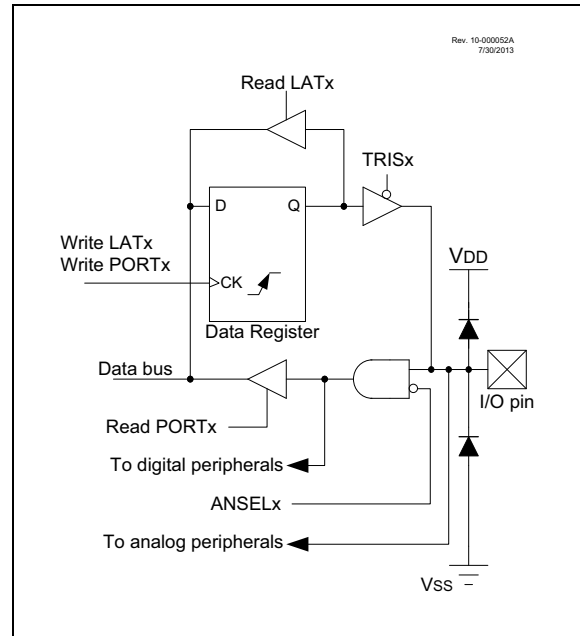 Rev. 10-000052A
7/30/2013
Read LATx
TRISx
D
Q
Write LATx
Write PORTx
CK
VDD
Data Register
Data bus
I/O pin
Read PORTx
To digital peripherals
ANSELx
To analog peripherals
VSS